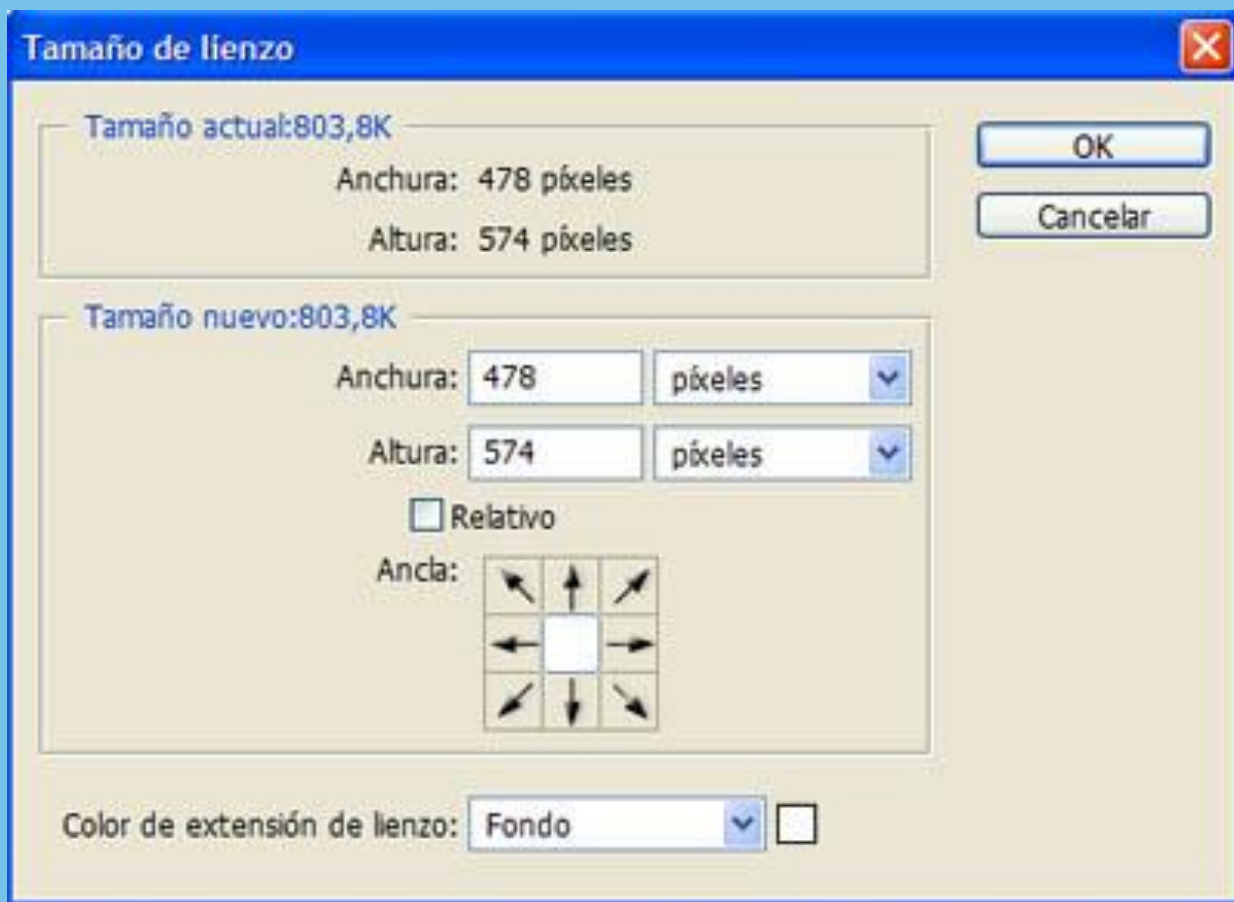 Tamaño de lienzo
Tamaño actual:803,8K
OK
Anchura: 478 píxeles
Cancelar
Altura: 574 píxeles
Tamaño nuevo:803,8K
Anchura: 478 píxeles
Altura: 574 píxeles
Relativo
Ancla:
Color de extensión de lienzo: Fondo